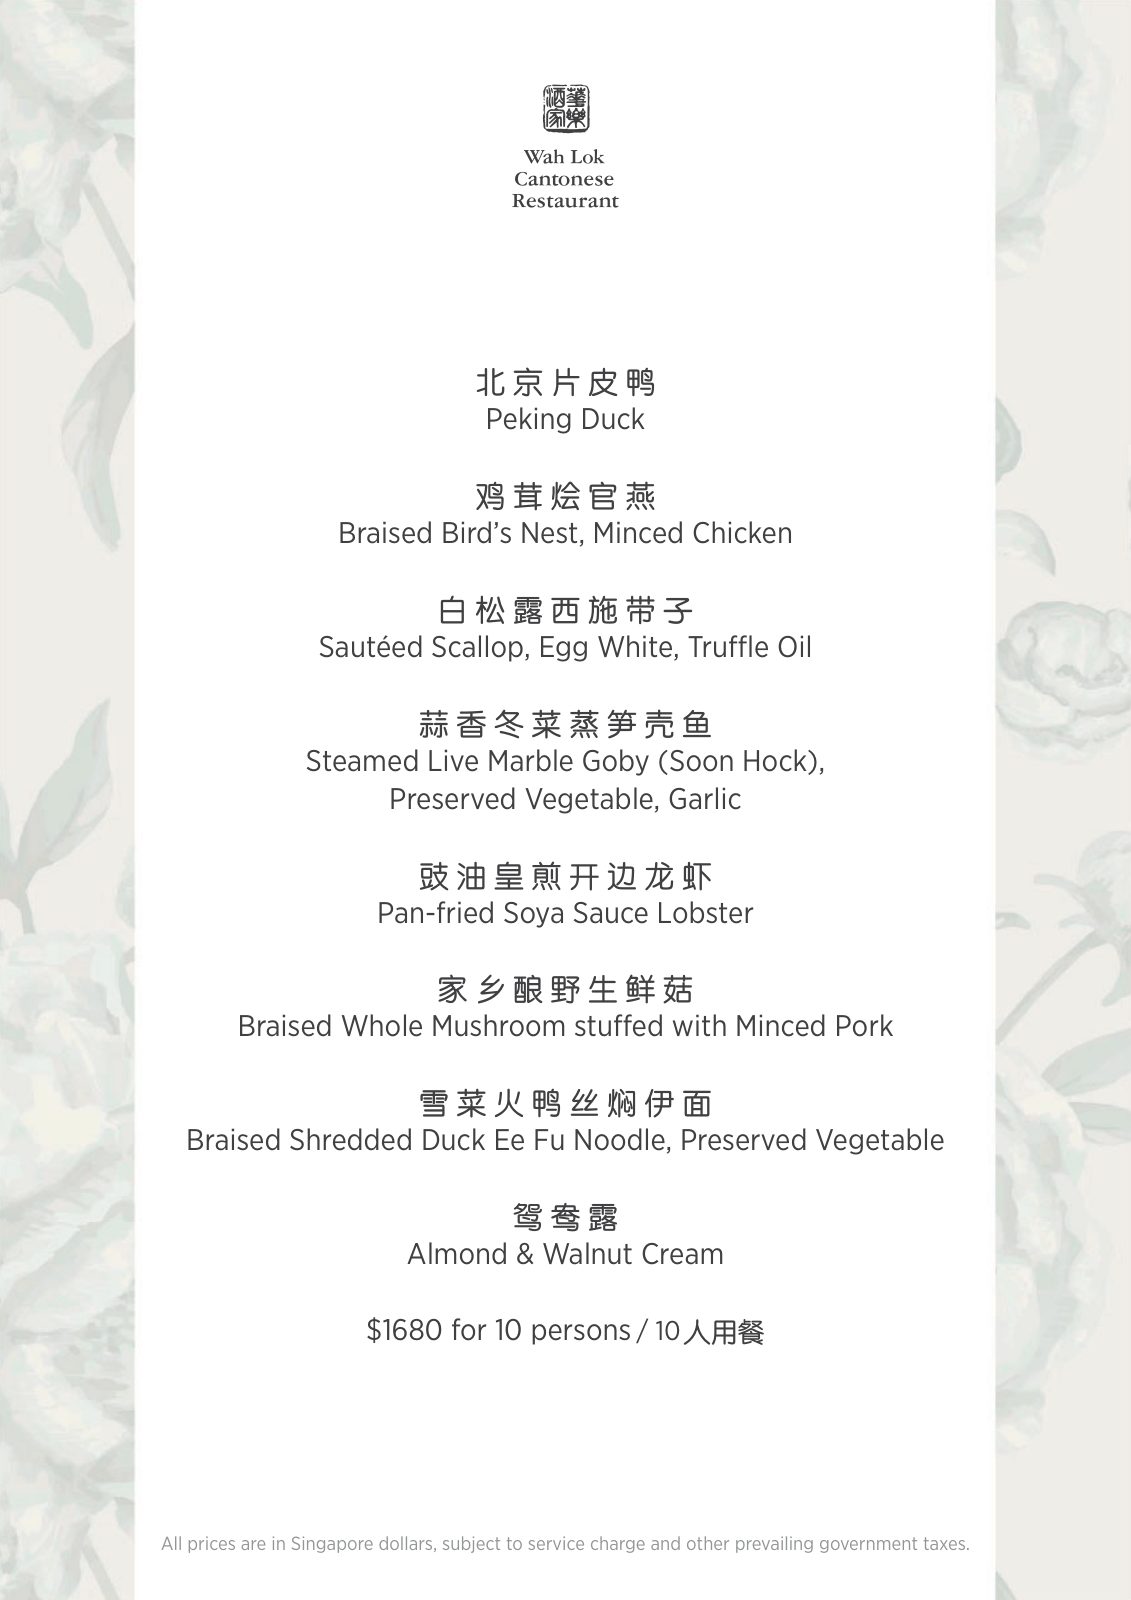 華樂
酒家
Wah Lok
Cantonese
Restaurant
北京片皮鸭
Peking Duck
鸡茸烩官燕
Braised Bird’s Nest, Minced Chicken
白松露西施带子
Sautéed Scallop, Egg White, Truffle Oil
蒜香冬菜蒸笋壳鱼
Steamed Live Marble Goby (Soon Hock),
Preserved Vegetable, Garlic
豉油皇煎开边龙虾
Pan-fried Soya Sauce Lobster
家乡酿野生鲜菇
Braised Whole Mushroom stuffed with Minced Pork
雪菜火鸭丝焖伊面
Braised Shredded Duck Ee Fu Noodle, Preserved Vegetable
鸳鸯露
Almond & Walnut Cream
$1680 for 10 persons / 10人用餐
All prices are in Singapore dollars, subject to service charge and other prevailing government taxes.